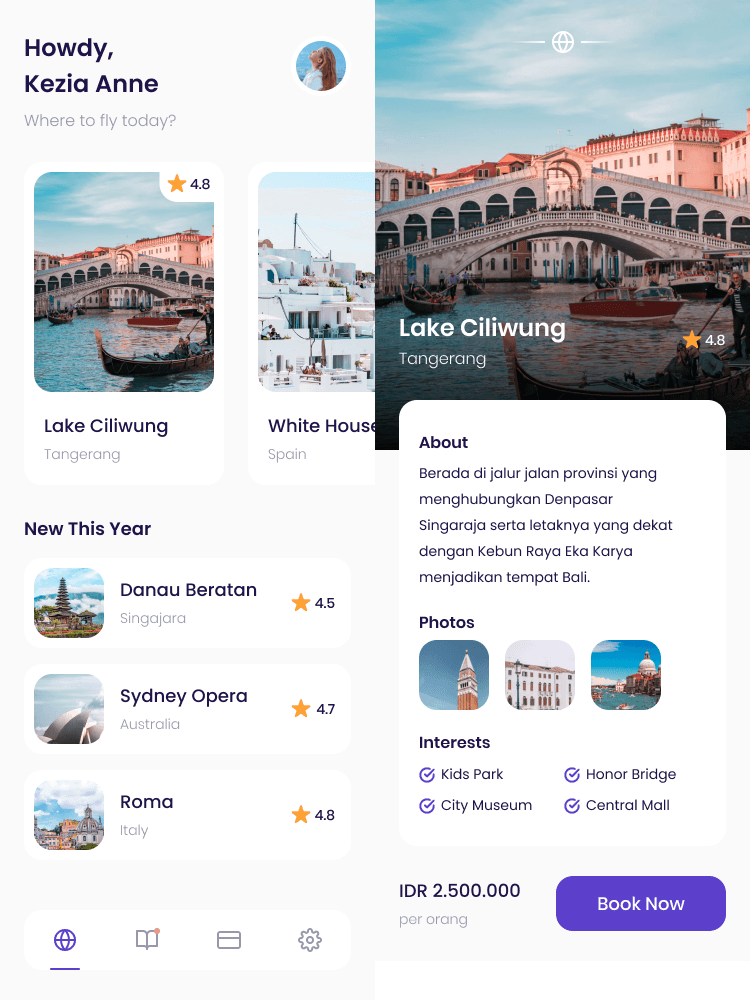 Howdy,
Kezia Anne
Where to fly today?
4.8
Lake Ciliwung
Tangerang
White House
Spain
New This Year
Danau Beratan
Singajara
4.5
Sydney Opera
Australia
4.7
Roma
Italy
4.8
Lake Ciliwung
Tangerang
4.8
About
Berada di jalur jalan provinsi yang
menghubungkan Denpasar
Singaraja serta letaknya yang dekat
dengan Kebun Raya Eka Karya
menjadikan tempat Bali.
Photos
Interests
Kids Park
Honor Bridge
City Museum
Central Mall
IDR 2.500.000
per orang
Book Now